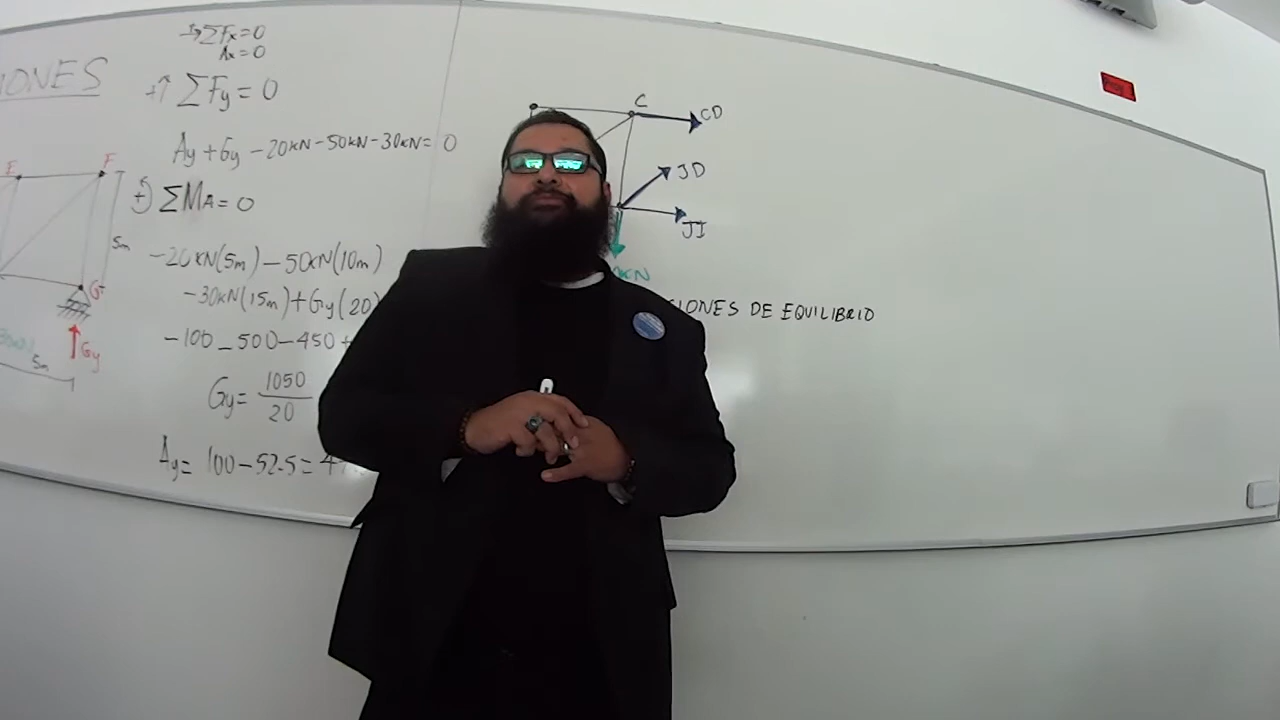 IONES
→ΣFx=0
Ax=0
+↑ ΣFy=0
Ay+Gy-20kN-50kN-30kN=0
ΣMA=0
-20kN(5m)-50kN(10m)
-30kN(15m)+Gy(20)
-100-500-450+
Gy=1050/20
Ay=100-52.5=4
E
F
5m
G
Gy
5m
C
CD
JD
JI
KN
IONES DE EQUILIBRIO